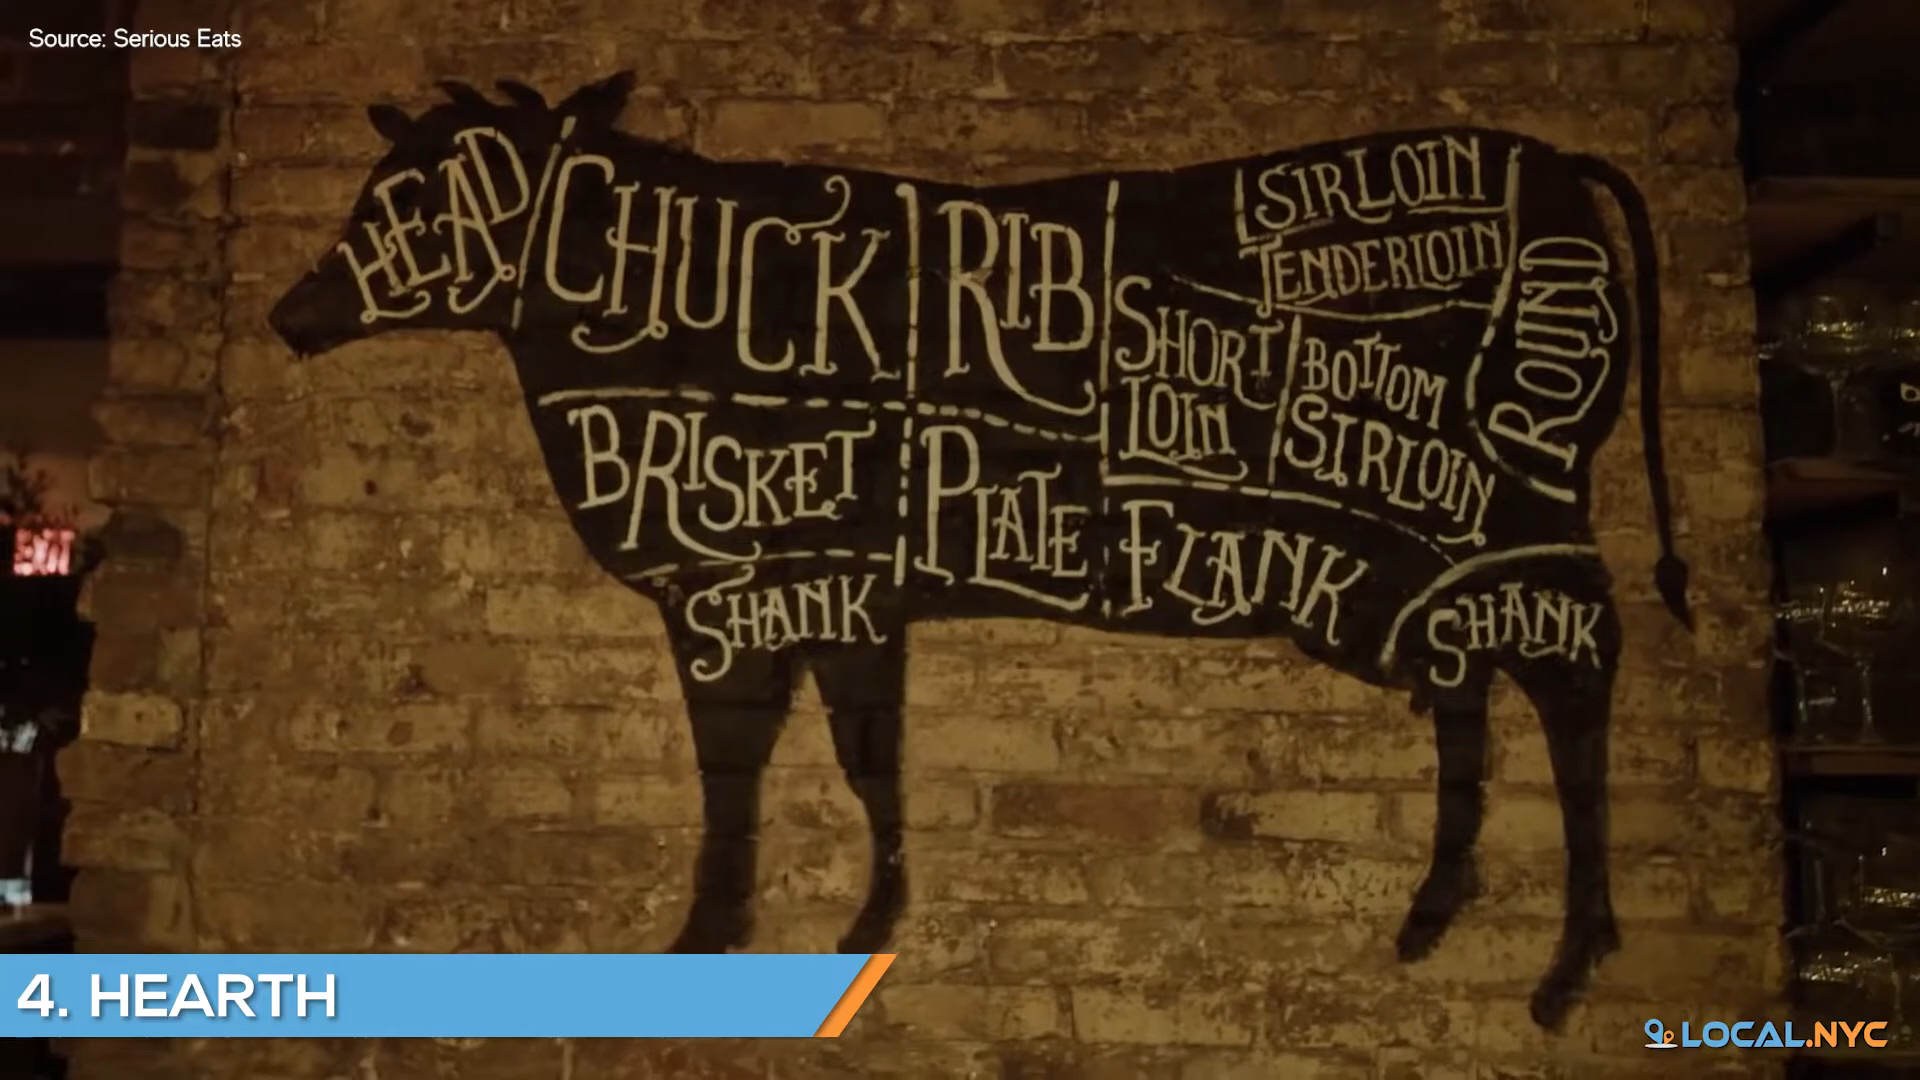 Source: Serious Eats
HEAD
CHUCK
RIB
SIRLOIN
TENDERLOIN
SHORT
LOIN
BOTTOM
SIRLOIN
ROUND
BRISKET
PLATE
FLANK
SHANK
SHANK
EXIT
4. HEARTH
LOCAL.NYC